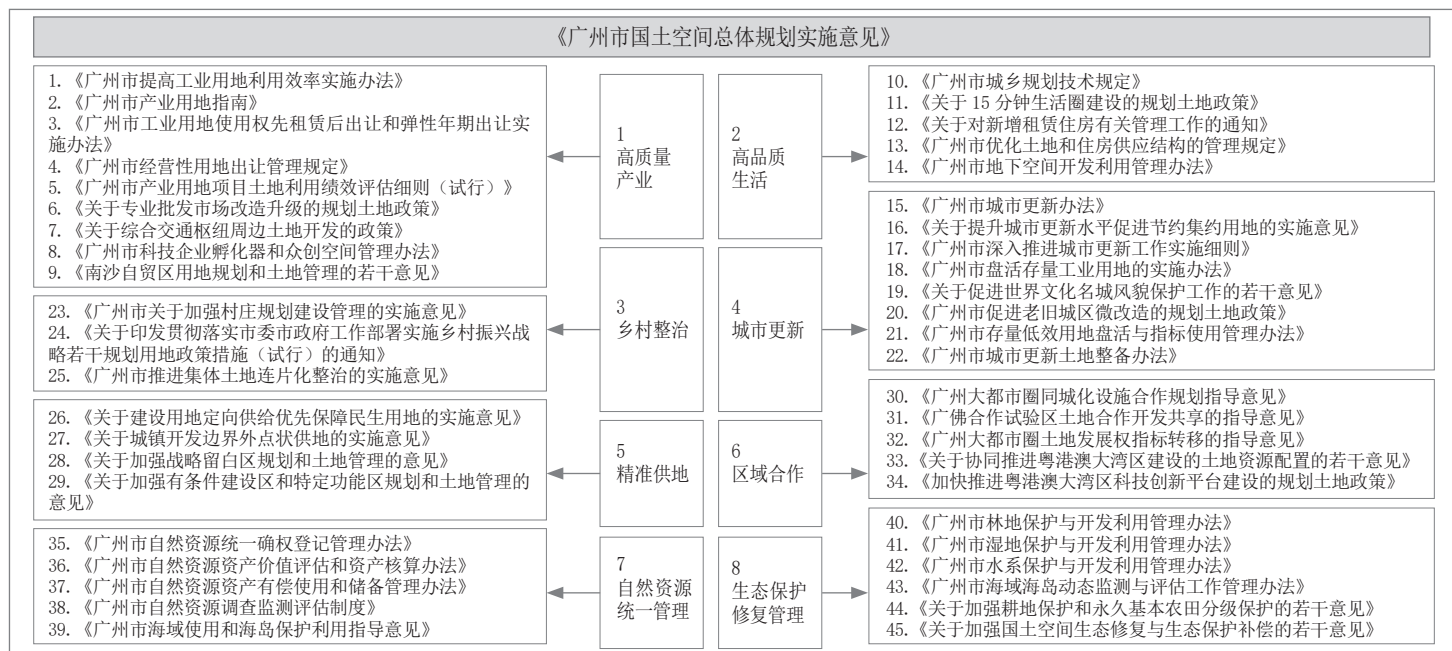 《广州市国土空间总体规划实施意见》
1. 《广州市提高工业用地利用效率实施办法》
2. 《广州市产业用地指南》
3. 《广州市工业用地使用权先租赁后出让和弹性年期出让实
施办法》
4. 《广州市经营性用地出让管理规定》
5. 《广州市产业用地项目土地利用绩效评估细则（试行）》
6. 《关于专业批发市场改造升级的规划土地政策》
7. 《关于综合交通枢纽周边土地开发的政策》
8. 《广州市科技企业孵化器和众创空间管理办法》
9. 《南沙自贸区用地规划和土地管理的若干意见》
1
高质量
产业
2
高品质
生活
10. 《广州市城乡规划技术规定》
11. 《关于 15 分钟生活圈建设的规划土地政策》
12. 《关于对新增租赁住房有关管理工作的通知》
13. 《广州市优化土地和住房供应结构的管理规定》
14. 《广州市地下空间开发利用管理办法》
15. 《广州市城市更新办法》
16. 《关于提升城市更新水平促进节约集约用地的实施意见》
17. 《广州市深入推进城市更新工作实施细则》
18. 《广州市盘活存量工业用地的实施办法》
19. 《关于促进世界文化名城风貌保护工作的若干意见》
20. 《广州市促进老旧城区微改造的规划土地政策》
21. 《广州市存量低效用地盘活与指标使用管理办法》
22. 《广州市城市更新土地整备办法》
23. 《广州市关于加强村庄规划建设管理的实施意见》
24. 《关于印发贯彻落实市委市政府工作部署实施乡村振兴战
略若干规划用地政策措施（试行）的通知》
25. 《广州市推进集体土地连片化整治的实施意见》
3
乡村整治
4
城市更新
26. 《关于建设用地定向供给优先保障民生用地的实施意见》
27. 《关于城镇开发边界外点状供地的实施意见》
28. 《关于加强战略留白区规划和土地管理的意见》
29. 《关于加强有条件建设区和特定功能区规划和土地管理的
意见》
5
精准供地
6
区域合作
30. 《广州大都市圈同城化设施合作规划指导意见》
31. 《广佛合作试验区土地合作开发共享的指导意见》
32. 《广州大都市圈土地发展权指标转移的指导意见》
33. 《关于协同推进粤港澳大湾区建设的土地资源配置的若干意见》
34. 《加快推进粤港澳大湾区科技创新平台建设的规划土地政策》
35. 《广州市自然资源统一确权登记管理办法》
36. 《广州市自然资源资产价值评估和资产核算办法》
37. 《广州市自然资源资产有偿使用和储备管理办法》
38. 《广州市自然资源调查监测评估制度》
39. 《广州市海域使用和海岛保护利用指导意见》
7
自然资源
统一管理
8
生态保护
修复管理
40. 《广州市林地保护与开发利用管理办法》
41. 《广州市湿地保护与开发利用管理办法》
42. 《广州市水系保护与开发利用管理办法》
43. 《广州市海域海岛动态监测与评估工作管理办法》
44. 《关于加强耕地保护和永久基本农田分级保护的若干意见》
45. 《关于加强国土空间生态修复与生态保护补偿的若干意见》